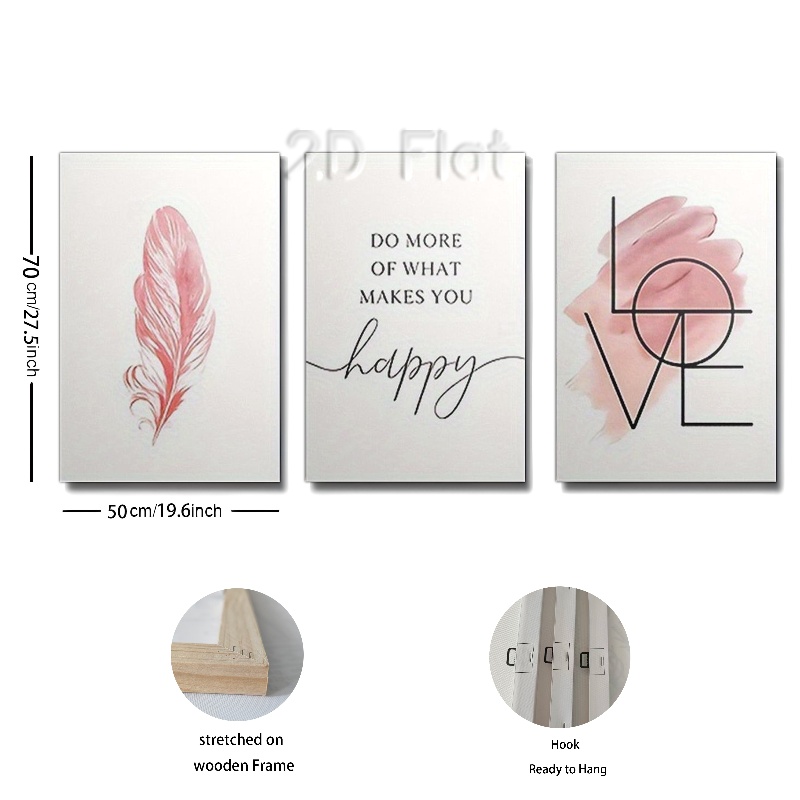 2.D Flat
DO MORE
OF WHAT
MAKES YOU
happy
LOVE
70 cm/27.5inch
50 cm/19.6inch
stretched on
wooden Frame
Hook
Ready to Hang